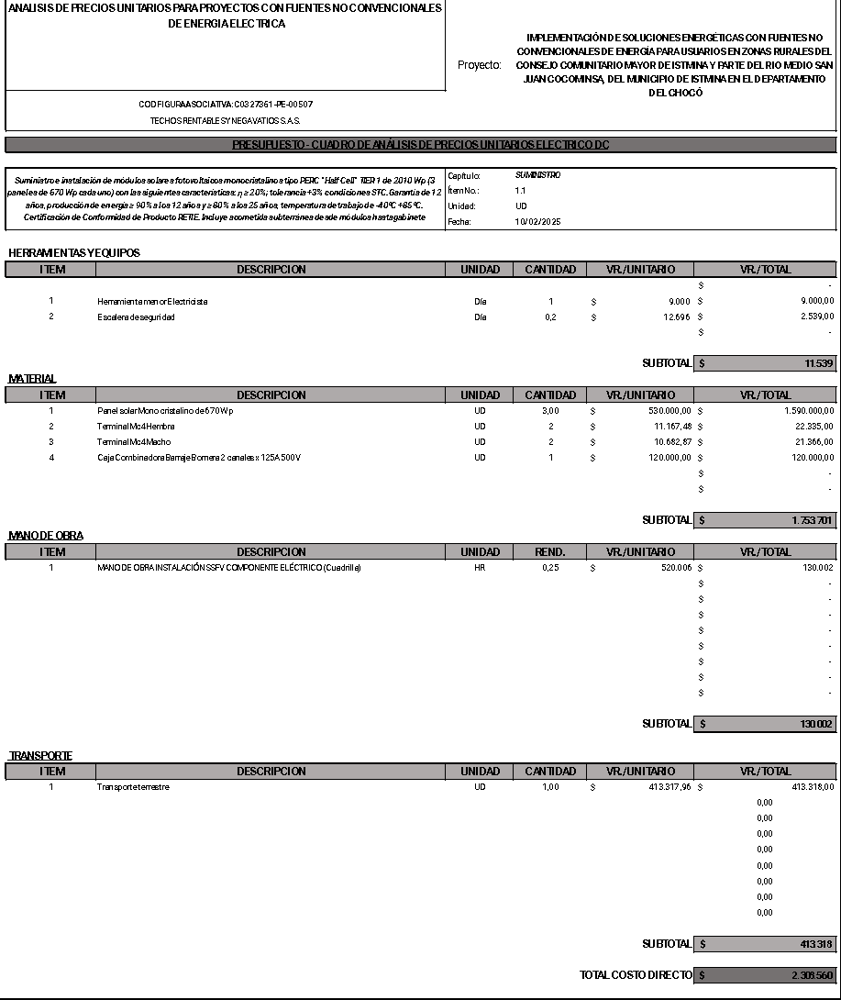 ANALISIS DE PRECIOS UNITARIOS PARA PROYECTOS CON FUENTES NO CONVENCIONALES
DE ENERGIA ELECTRICA
Proyecto:
IMPLEMENTACIÓN DE SOLUCIONES ENERGÉTICAS CON FUENTES NO
CONVENCIONALES DE ENERGÍA PARA USUARIOS EN ZONAS RURALES DEL
CONSEJO COMUNITARIO MAYOR DE ISTMINA Y PARTE DEL RIO MEDIO SAN
JUAN COCOMINSA, DEL MUNICIPIO DE ISTMINA EN EL DEPARTAMENTO
DEL CHOCÓ
COD FIGURA ASOCIATIVA: C0327361-PE-00507
TECHOS RENTABLES Y NEGAVATIOS S.A.S.
PRESUPUESTO - CUADRO DE ANÁLISIS DE PRECIOS UNITARIOS ELECTRICO DC
Suministro e instalación de módulos solares fotovoltaicos monocristalinos tipo PERC "Half Cell" TIER 1 de 2010 Wp (3
paneles de 670 Wp cada uno) con las siguientes características: η ≥ 20%; tolerancia +3% condiciones STC. Garantía de 12
años, producción de energía ≥ 90% a los 12 años y ≥ 80% a los 25 años, temperatura de trabajo de -40ºC +85ºC.
Certificación de Conformidad de Producto RETIE. Incluye acometida subterránea desde módulos hasta gabinete
Capítulo: SUMINISTRO
Ítem No.: 1.1
Unidad: UD
Fecha: 10/02/2025
HERRAMIENTAS Y EQUIPOS
ITEM DESCRIPCION UNIDAD CANTIDAD VR./UNITARIO VR./TOTAL
$ -
1 Herramienta menor Electricista Día 1 $ 9.000 $ 9.000,00
2 Escalera de seguridad Día 0,2 $ 12.696 $ 2.539,00
$ -
SUBTOTAL $ 11.539
MATERIAL
ITEM DESCRIPCION UNIDAD CANTIDAD VR./UNITARIO VR./TOTAL
1 Panel solar Mono cristalino de 670Wp UD 3,00 $ 530.000,00 $ 1.590.000,00
2 Terminal Mc4 Hembra UD 2 $ 11.167,48 $ 22.335,00
3 Terminal Mc4 Macho UD 2 $ 10.682,87 $ 21.366,00
4 Caja Combinadora Barraje Bornera 2 canales x 125A 500V UD 1 $ 120.000,00 $ 120.000,00
$ -
$ -
SUBTOTAL $ 1.753.701
MANO DE OBRA
ITEM DESCRIPCION UNIDAD REND. VR./UNITARIO VR./TOTAL
1 MANO DE OBRA INSTALACIÓN SSFV COMPONENTE ELÉCTRICO (Cuadrilla) HR 0,25 $ 520.006 $ 130.002
$ -
$ -
$ -
$ -
$ -
$ -
$ -
$ -
SUBTOTAL $ 130.002
TRANSPORTE
ITEM DESCRIPCION UNIDAD CANTIDAD VR./UNITARIO VR./TOTAL
1 Transporte terrestre UD 1,00 $ 413.317,96 $ 413.318,00
0,00
0,00
0,00
0,00
0,00
0,00
0,00
0,00
SUBTOTAL $ 413.318
TOTAL COSTO DIRECTO $ 2.308.560